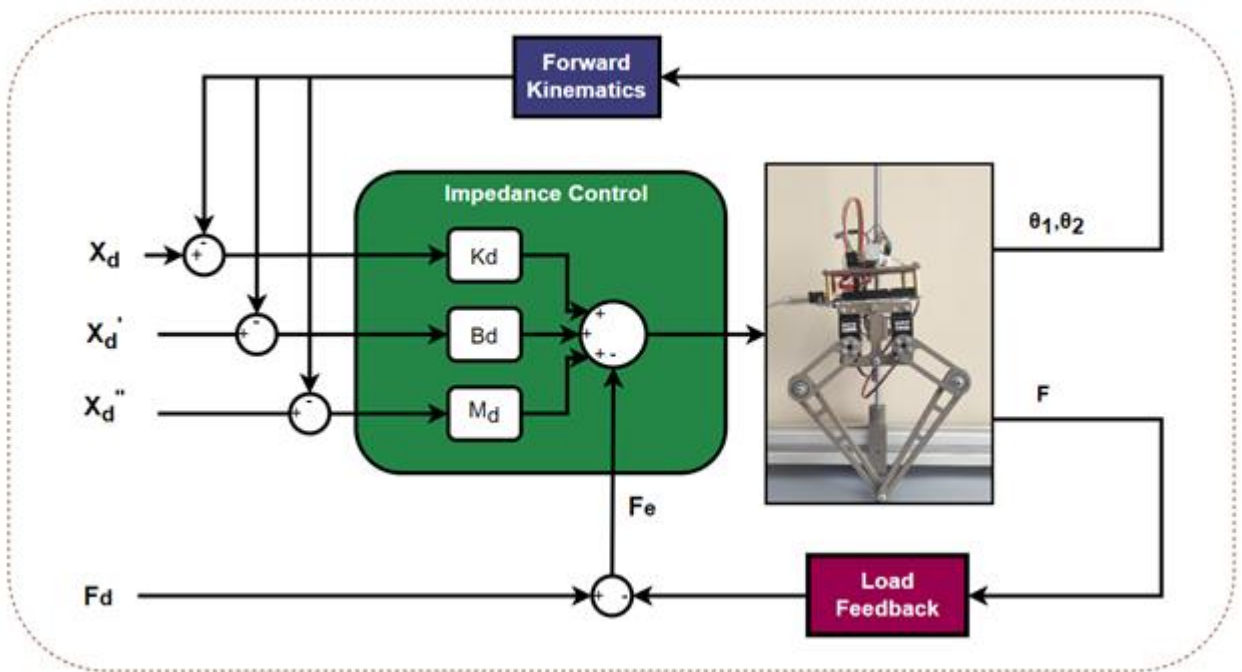 Forward
Kinematics
Impedance Control
θ1,θ2
Xd
-
+
Kd
Xd'
-
+
Bd
+
+
+ -
Xd''
-
+
Md
F
Fe
Fd
+ -
Load
Feedback